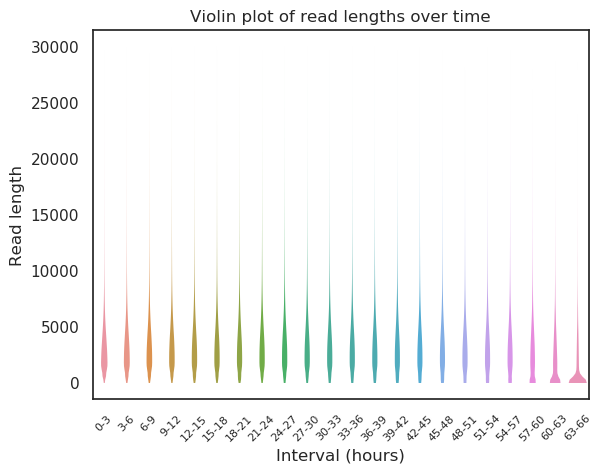 Violin plot of read lengths over time
30000
25000
20000
15000
10000
5000
0
Read length
0-3 3-6 6-9 9-12 12-15 15-18 18-21 21-24 24-27 27-30 30-33 33-36 36-39 39-42 42-45 45-48 48-51 51-54 54-57 57-60 60-63 63-66
Interval (hours)